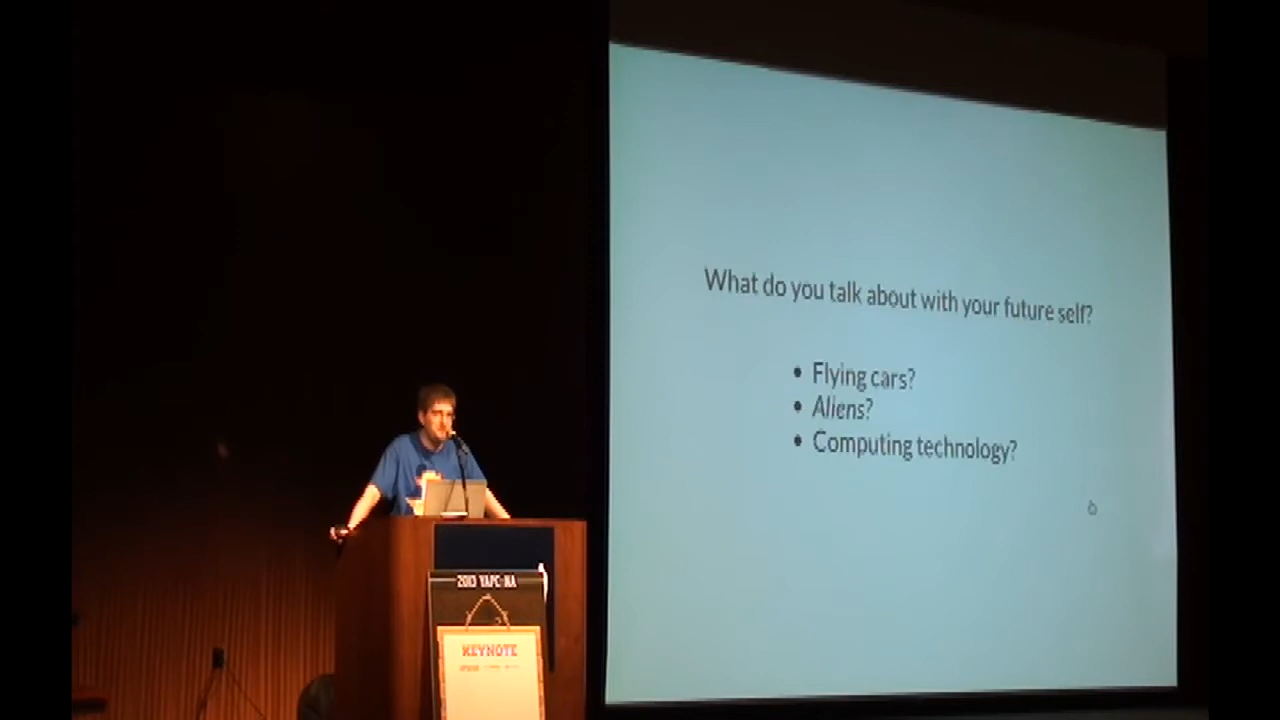 What do you talk about with your future self?
• Flying cars?
• Aliens?
• Computing technology?
2013 YAPC::NA
KEYNOTE